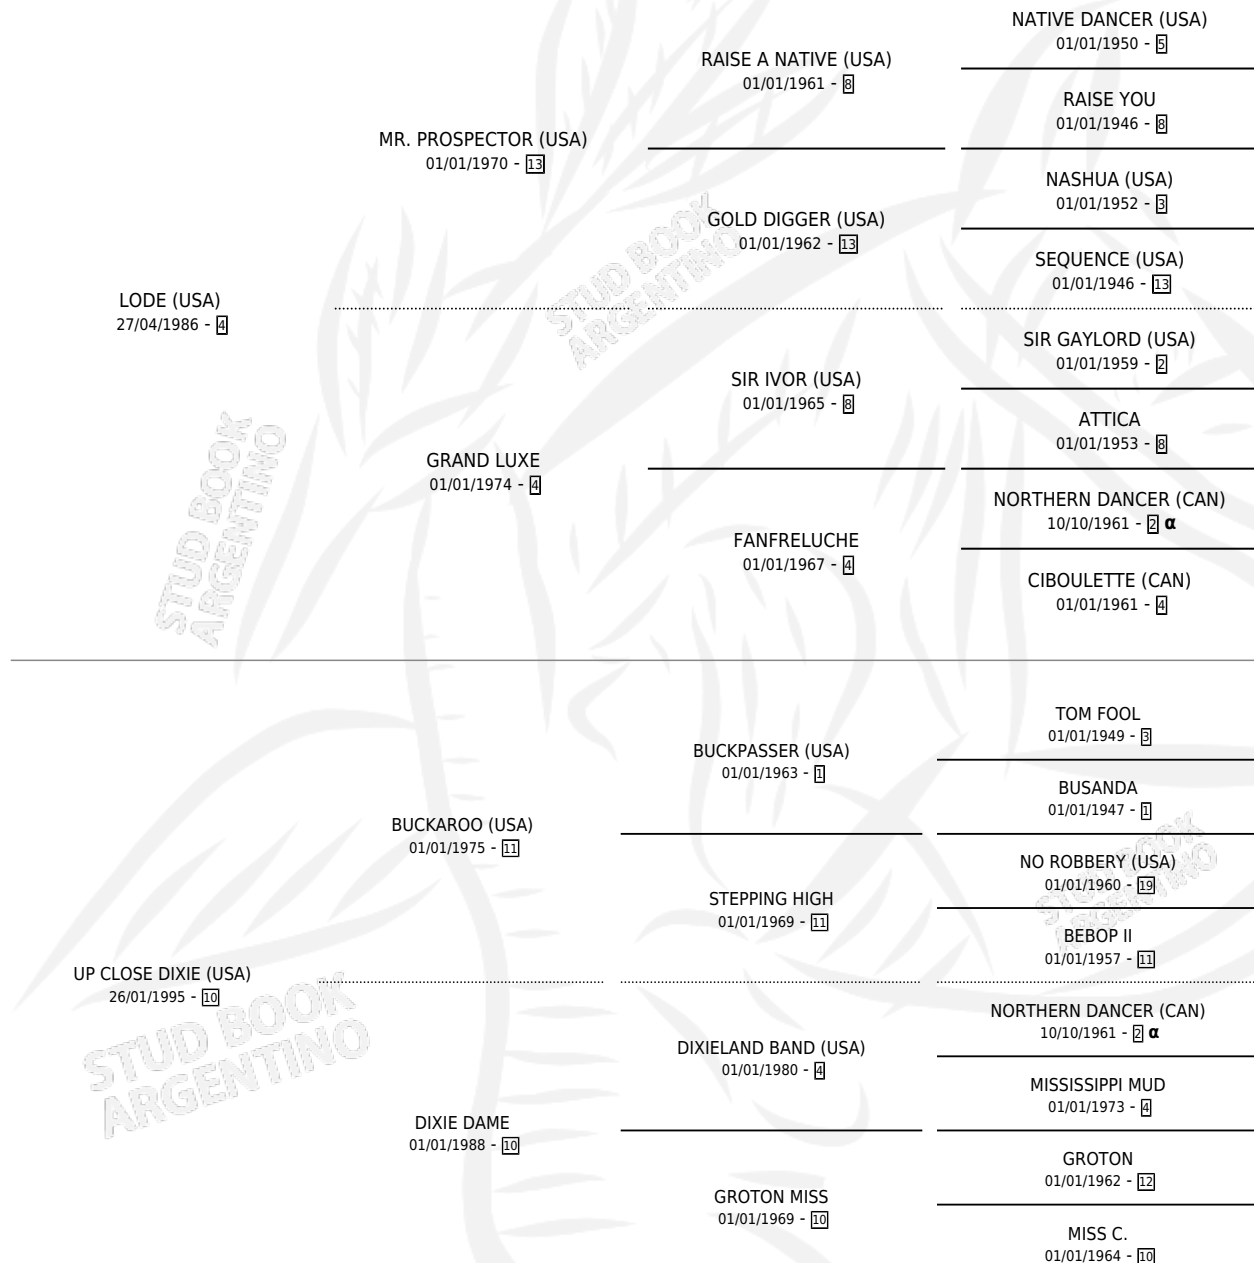 NATIVE DANCER (USA)
01/01/1950 - 5
RAISE A NATIVE (USA)
01/01/1961 - 8
RAISE YOU
01/01/1946 - 8
MR. PROSPECTOR (USA)
01/01/1970 - 13
NASHUA (USA)
01/01/1952 - 3
GOLD DIGGER (USA)
01/01/1962 - 13
SEQUENCE (USA)
01/01/1946 - 13
LODE (USA)
27/04/1986 - 4
SIR GAYLORD (USA)
01/01/1959 - 2
SIR IVOR (USA)
01/01/1965 - 8
ATTICA
01/01/1953 - 8
GRAND LUXE
01/01/1974 - 4
NORTHERN DANCER (CAN)
10/10/1961 - 2 α
FANFRELUCHE
01/01/1967 - 4
CIBOULETTE (CAN)
01/01/1961 - 4
TOM FOOL
01/01/1949 - 3
BUCKPASSER (USA)
01/01/1963 - 1
BUSANDA
01/01/1947 - 1
BUCKAROO (USA)
01/01/1975 - 11
NO ROBBERY (USA)
01/01/1960 - 19
STEPPING HIGH
01/01/1969 - 11
BEBOP II
01/01/1957 - 11
UP CLOSE DIXIE (USA)
26/01/1995 - 10
NORTHERN DANCER (CAN)
10/10/1961 - 2 α
DIXIELAND BAND (USA)
01/01/1980 - 4
MISSISSIPPI MUD
01/01/1973 - 4
DIXIE DAME
01/01/1988 - 10
GROTON
01/01/1962 - 12
GROTON MISS
01/01/1969 - 10
MISS C.
01/01/1964 - 10
STUD BOOK
ARGENTINO
STUD BOOK
ARGENTINO
STUD BOOK
ARGENTINO
STUD BOOK
ARGENTINO